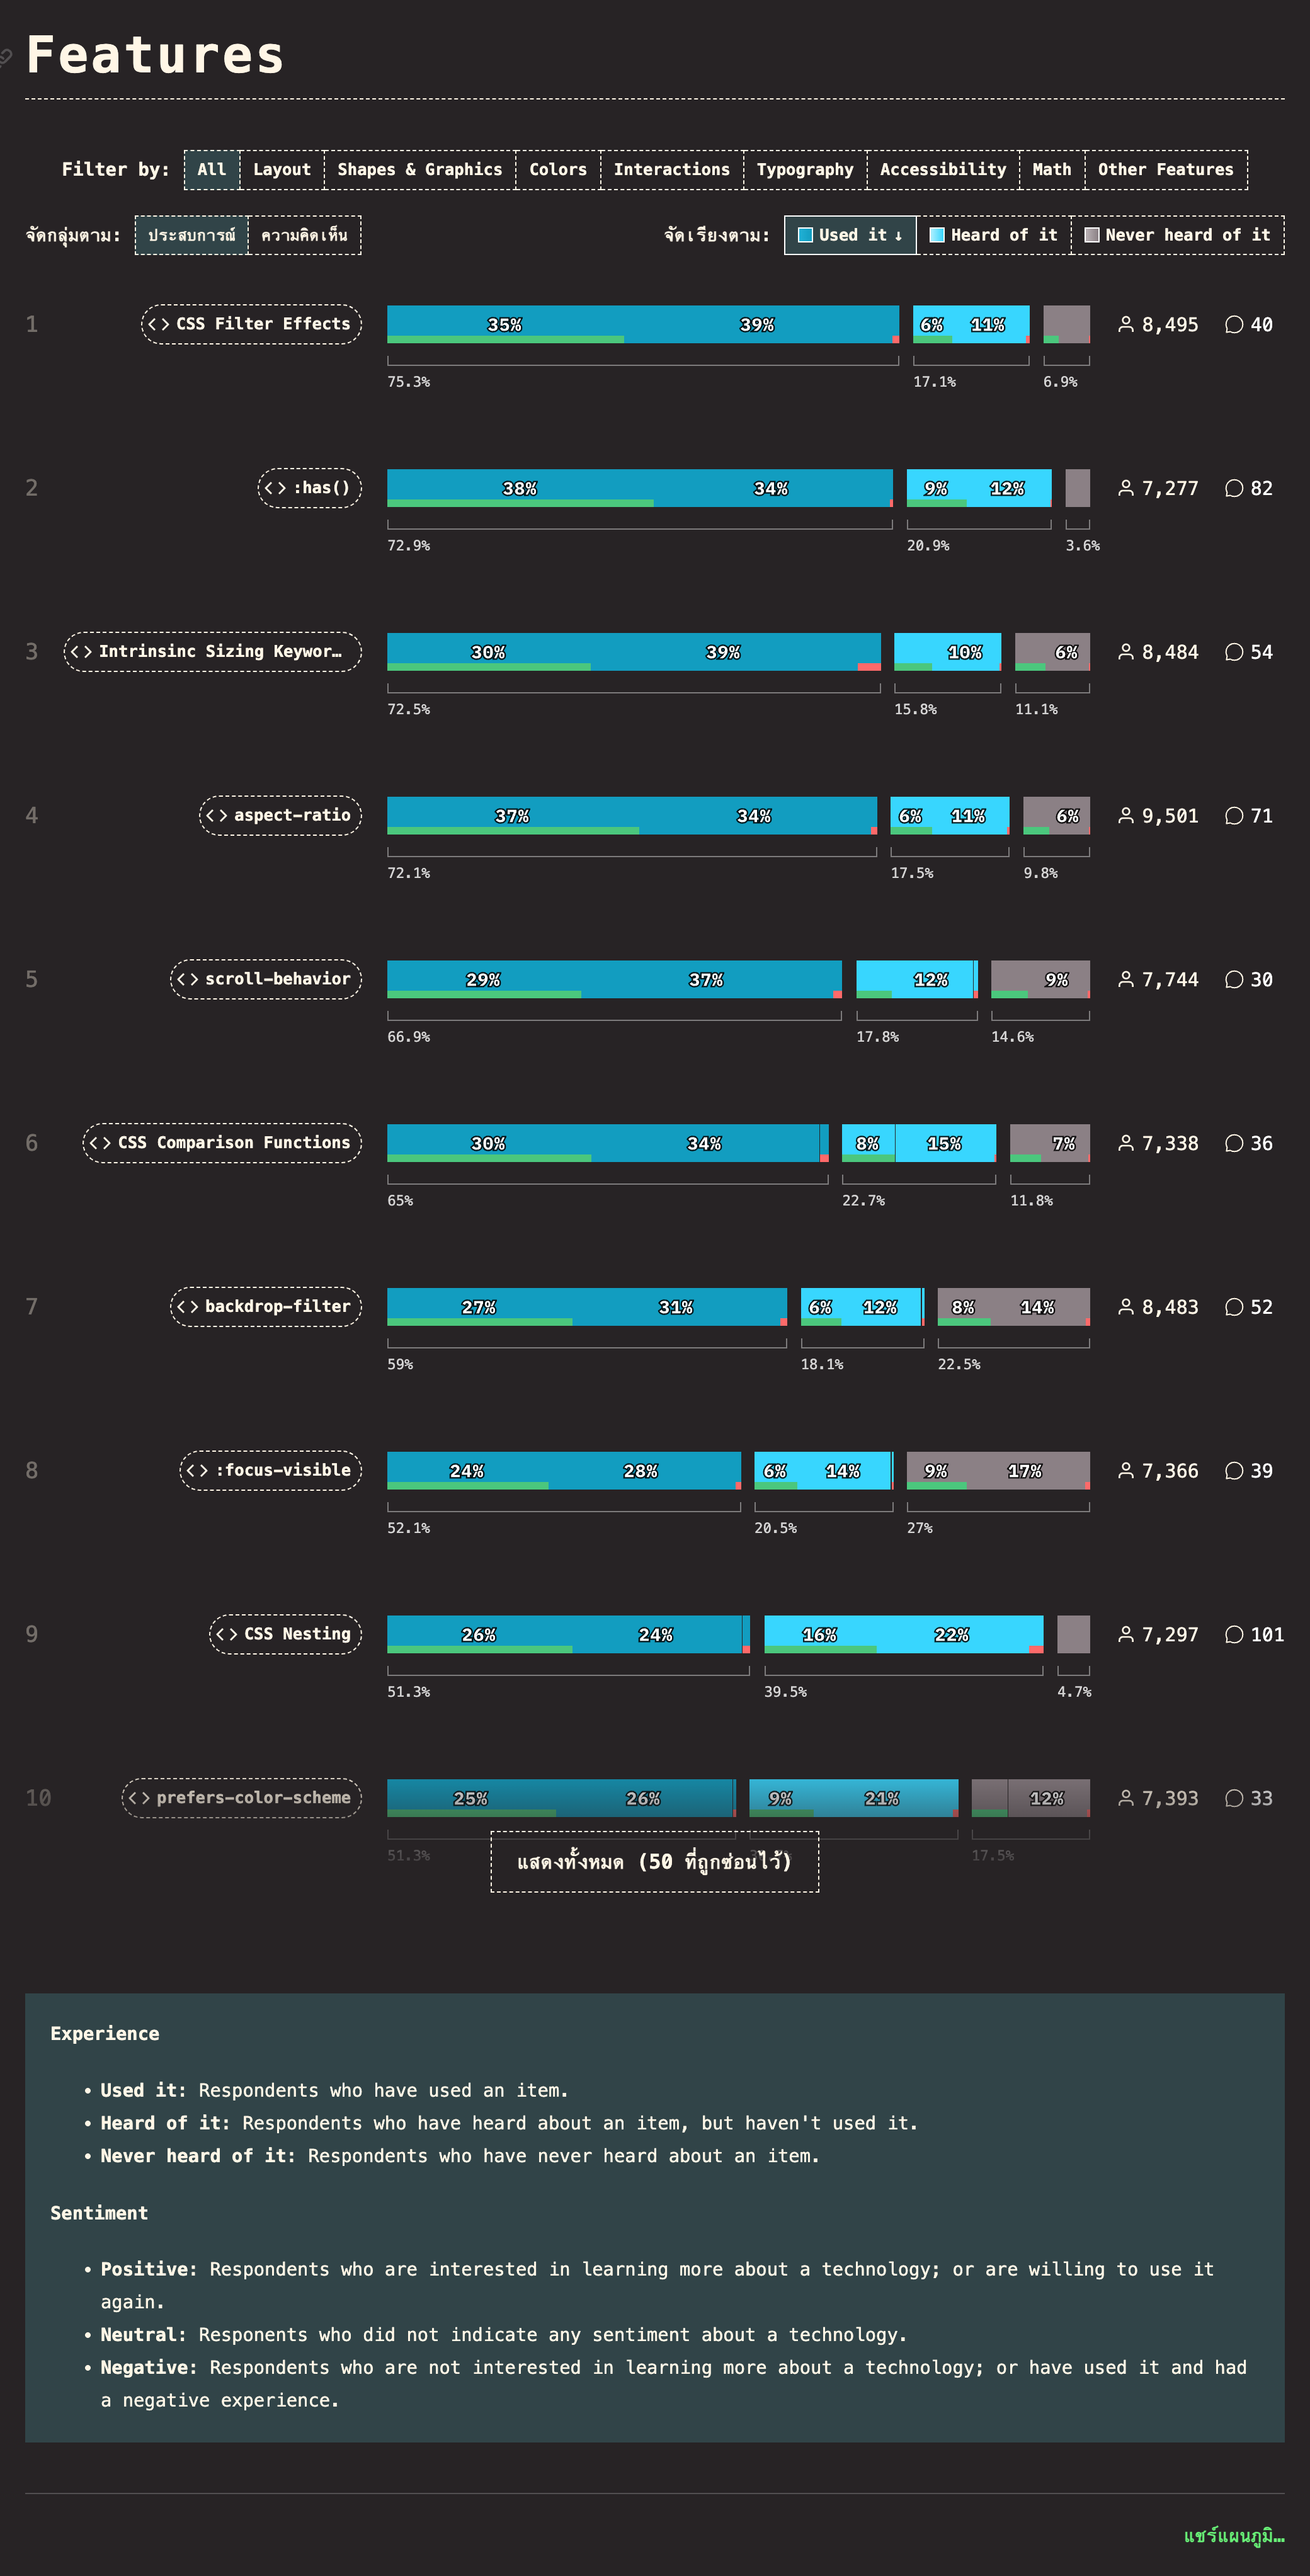 Features
Filter by: All Layout Shapes & Graphics Colors Interactions Typography Accessibility Math Other Features
จัดกลุ่มตาม: ประสบการณ์ ความคิดเห็น จัดเรียงตาม: Used it ↓ Heard of it Never heard of it
1 <> CSS Filter Effects 35% 39% 6% 11% 8,495 40
75.3% 17.1% 6.9%
2 <> :has() 38% 34% 9% 12% 7,277 82
72.9% 20.9% 3.6%
3 <> Intrinsinc Sizing Keywor… 30% 39% 10% 6% 8,484 54
72.5% 15.8% 11.1%
4 <> aspect-ratio 37% 34% 6% 11% 6% 9,501 71
72.1% 17.5% 9.8%
5 <> scroll-behavior 29% 37% 12% 9% 7,744 30
66.9% 17.8% 14.6%
6 <> CSS Comparison Functions 30% 34% 8% 15% 7% 7,338 36
65% 22.7% 11.8%
7 <> backdrop-filter 27% 31% 6% 12% 8% 14% 8,483 52
59% 18.1% 22.5%
8 <> :focus-visible 24% 28% 6% 14% 9% 17% 7,366 39
52.1% 20.5% 27%
9 <> CSS Nesting 26% 24% 16% 22% 7,297 101
51.3% 39.5% 4.7%
10 <> prefers-color-scheme 25% 26% 9% 21% 12% 7,393 33
51.3% 17.5%
แสดงทั้งหมด (50 ที่ถูกซ่อนไว้)
Experience
• Used it: Respondents who have used an item.
• Heard of it: Respondents who have heard about an item, but haven't used it.
• Never heard of it: Respondents who have never heard about an item.
Sentiment
• Positive: Respondents who are interested in learning more about a technology; or are willing to use it
again.
• Neutral: Responents who did not indicate any sentiment about a technology.
• Negative: Respondents who are not interested in learning more about a technology; or have used it and had
a negative experience.
แชร์แผนภูมิ…